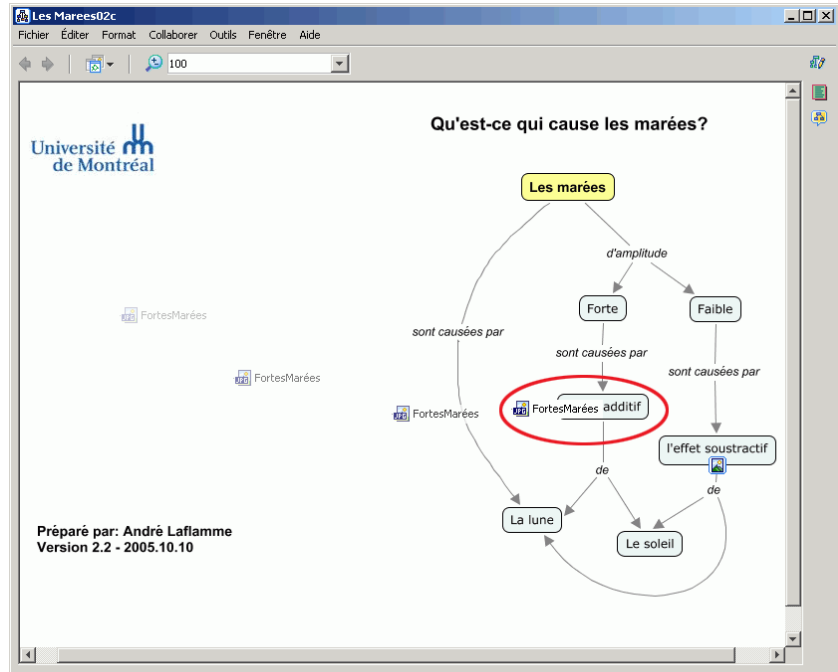 Les Marees02c
Fichier Éditer Format Collaborer Outils Fenêtre Aide
100
Qu'est-ce qui cause les marées?
Université
de Montréal
Les marées
d'amplitude
Forte
Faible
FortesMarées
sont causées par
sont causées par
sont causées par
FortesMarées
FortesMarées
FortesMarées additif
l'effet soustractif
de
de
La lune
Le soleil
Préparé par: André Laflamme
Version 2.2 - 2005.10.10